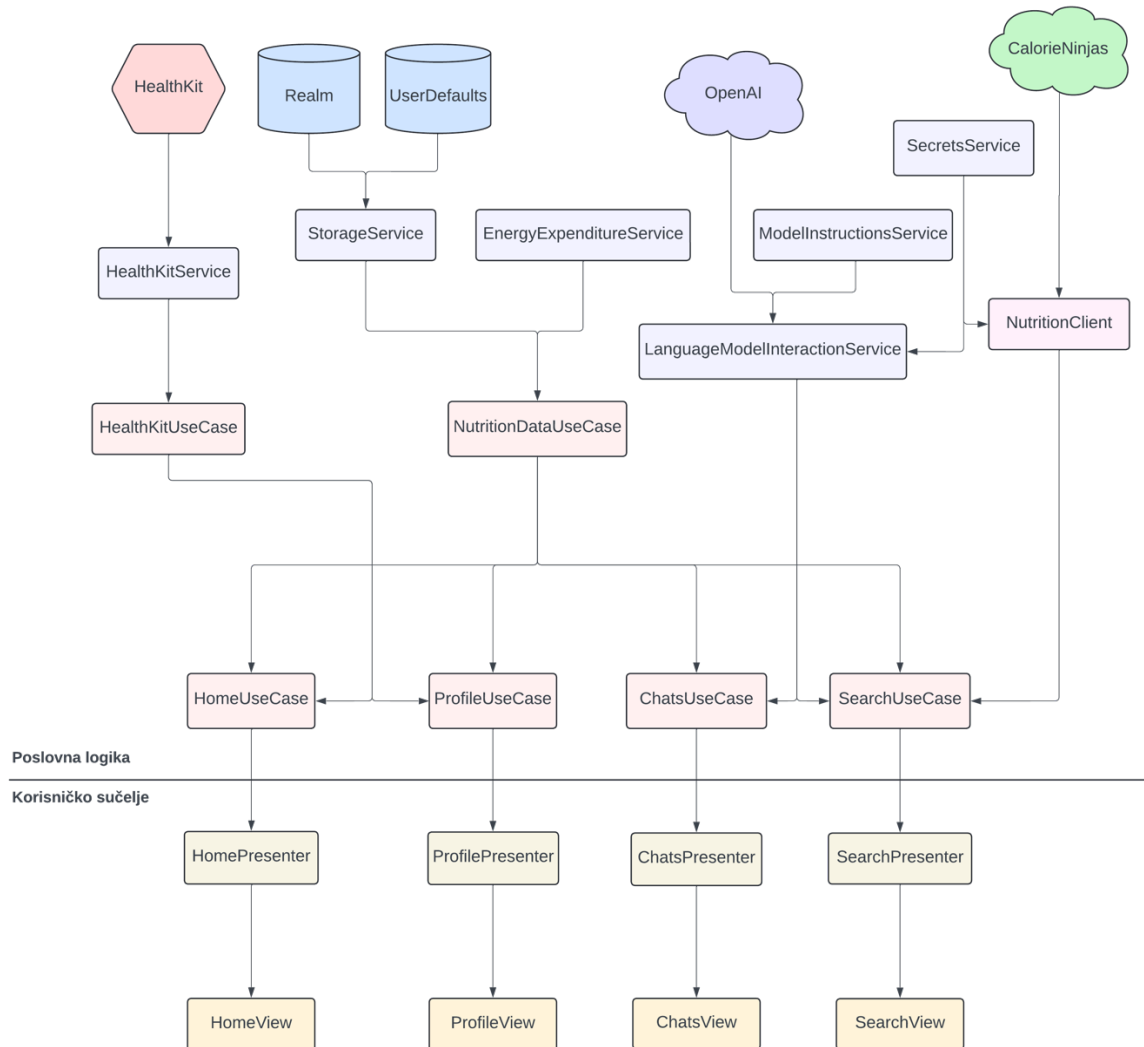 CalorieNinjas
HealthKit
Realm
UserDefaults
OpenAI
SecretsService
StorageService
EnergyExpenditureService
ModelInstructionsService
HealthKitService
NutritionClient
LanguageModelInteractionService
HealthKitUseCase
NutritionDataUseCase
HomeUseCase
ProfileUseCase
ChatsUseCase
SearchUseCase
Poslovna logika
Korisničko sučelje
HomePresenter
ProfilePresenter
ChatsPresenter
SearchPresenter
HomeView
ProfileView
ChatsView
SearchView